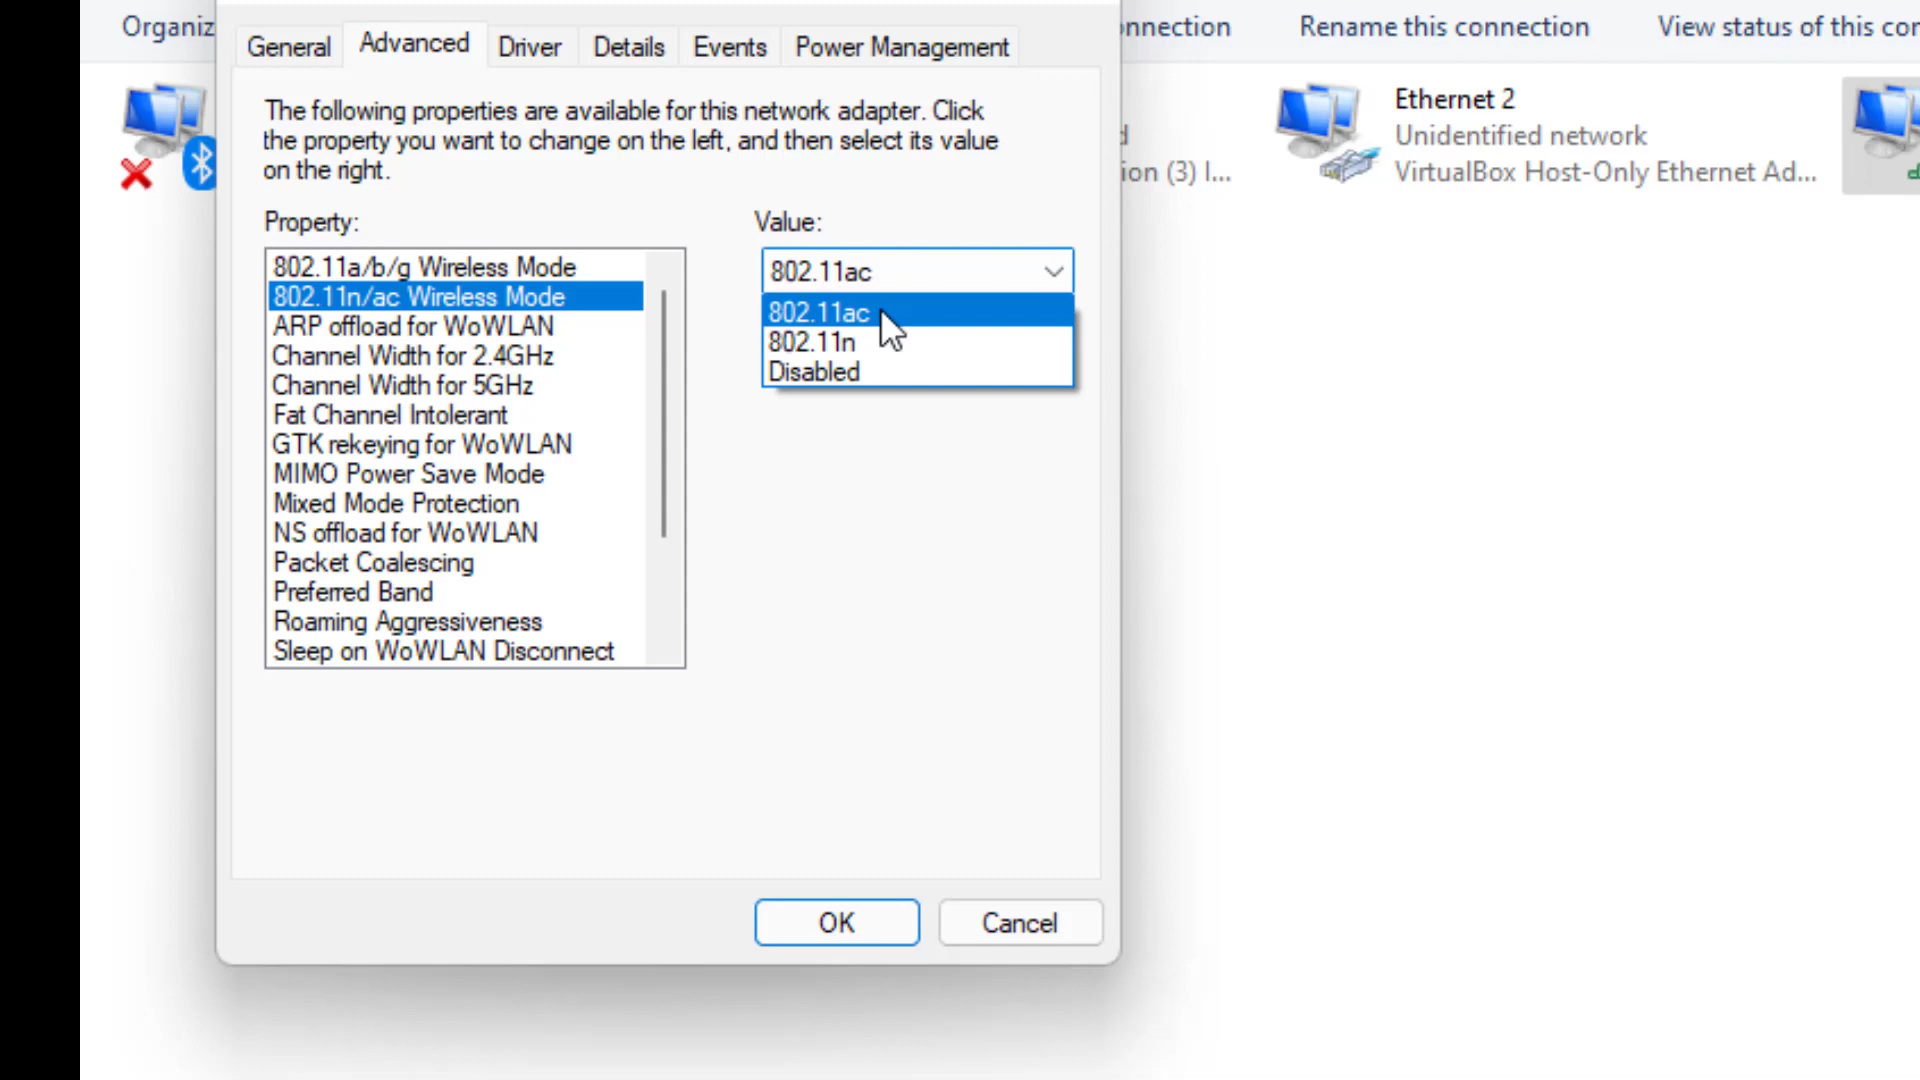 Organiz
onnection
Rename this connection
View status of this cor
General
Advanced
Driver
Details
Events
Power Management
The following properties are available for this network adapter. Click
the property you want to change on the left, and then select its value
on the right.
Property:
Value:
802.11a/b/g Wireless Mode
802.11n/ac Wireless Mode
ARP offload for WoWLAN
Channel Width for 2.4GHz
Channel Width for 5GHz
Fat Channel Intolerant
GTK rekeying for WoWLAN
MIMO Power Save Mode
Mixed Mode Protection
NS offload for WoWLAN
Packet Coalescing
Preferred Band
Roaming Aggressiveness
Sleep on WoWLAN Disconnect
802.11ac
802.11ac
802.11n
Disabled
OK
Cancel
d
ion (3) I...
Ethernet 2
Unidentified network
VirtualBox Host-Only Ethernet Ad...